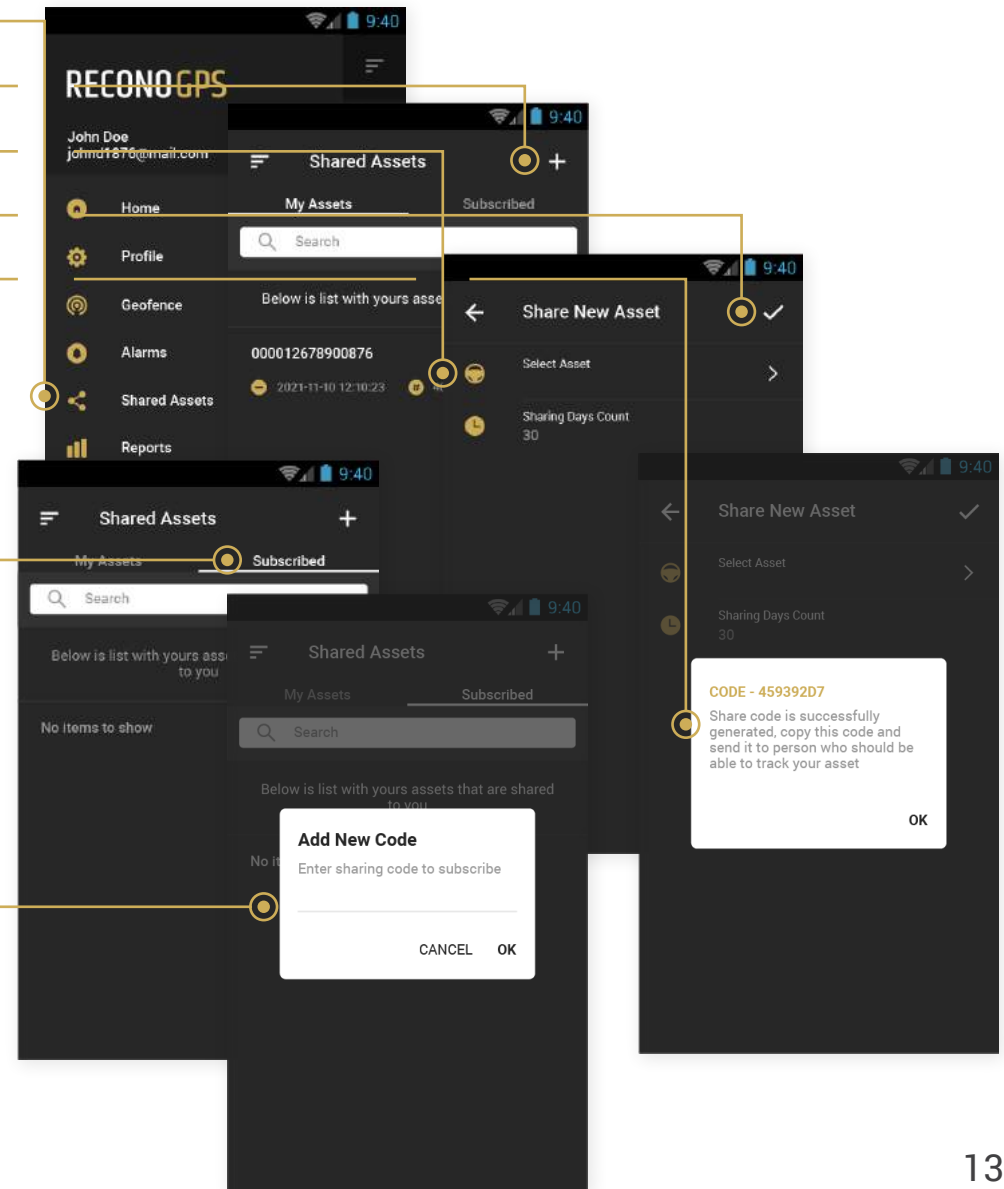 9:40
RECONOGPS
John Doe
johnd1876@mail.com
Home
Profile
Geofence
Alarms
Shared Assets
Reports
9:40
Shared Assets
My Assets Subscribed
Search
Below is list with yours asse
000012678900876
2021-11-10 12:10:23 #
9:40
Share New Asset
Select Asset
Sharing Days Count
30
9:40
Shared Assets
My Assets Subscribed
Search
Below is list with yours ass
to you
No items to show
9:40
Shared Assets
My Assets Subscribed
Search
Below is list with yours assets that are shared
to you
No it
Add New Code
Enter sharing code to subscribe
CANCEL OK
9:40
Share New Asset
Select Asset
Sharing Days Count
30
CODE - 459392D7
Share code is successfully
generated, copy this code and
send it to person who should be
able to track your asset
OK
13